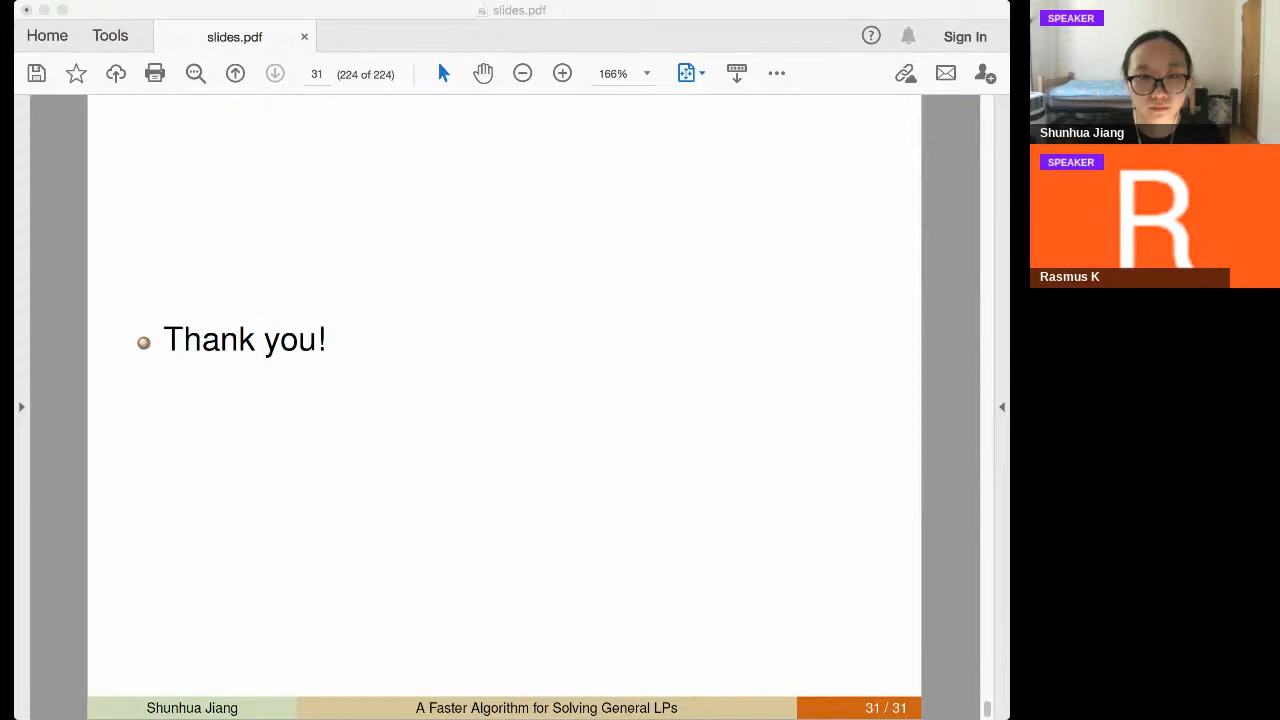 slides.pdf
Home
Tools
slides.pdf
×
Sign In
31
(224 of 224)
166%
Thank you!
Shunhua Jiang
A Faster Algorithm for Solving General LPs
31 / 31
SPEAKER
Shunhua Jiang
SPEAKER
R
Rasmus K